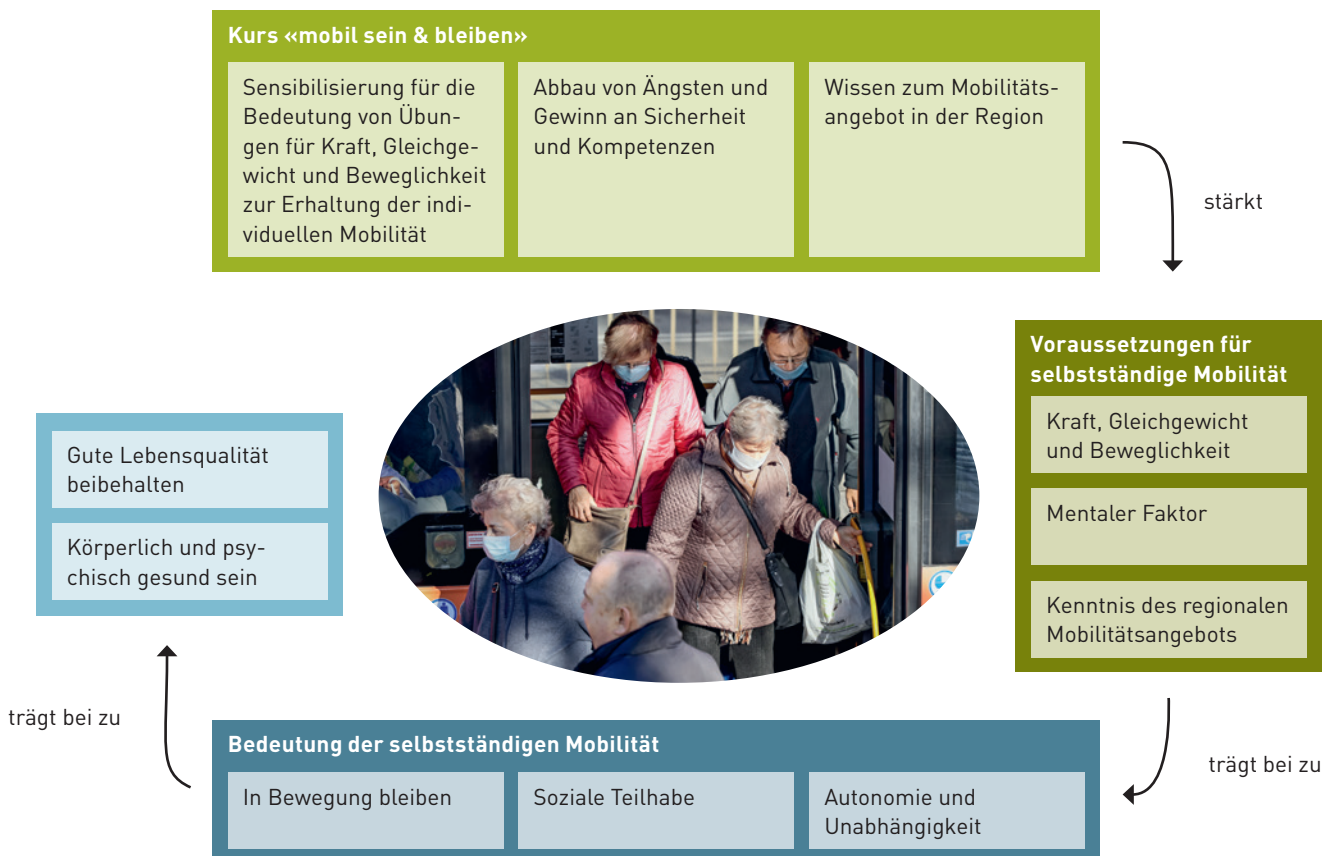 Kurs «mobil sein & bleiben»
Sensibilisierung für die
Bedeutung von Übun-
gen für Kraft, Gleichge-
wicht und Beweglichkeit
zur Erhaltung der indi-
viduellen Mobilität
Abbau von Ängsten und
Gewinn an Sicherheit
und Kompetenzen
Wissen zum Mobilitäts-
angebot in der Region
stärkt
Voraussetzungen für
selbstständige Mobilität
Kraft, Gleichgewicht
und Beweglichkeit
Mentaler Faktor
Kenntnis des regionalen
Mobilitätsangebots
trägt bei zu
Bedeutung der selbstständigen Mobilität
In Bewegung bleiben
Soziale Teilhabe
Autonomie und
Unabhängigkeit
trägt bei zu
Gute Lebensqualität
beibehalten
Körperlich und psy-
chisch gesund sein